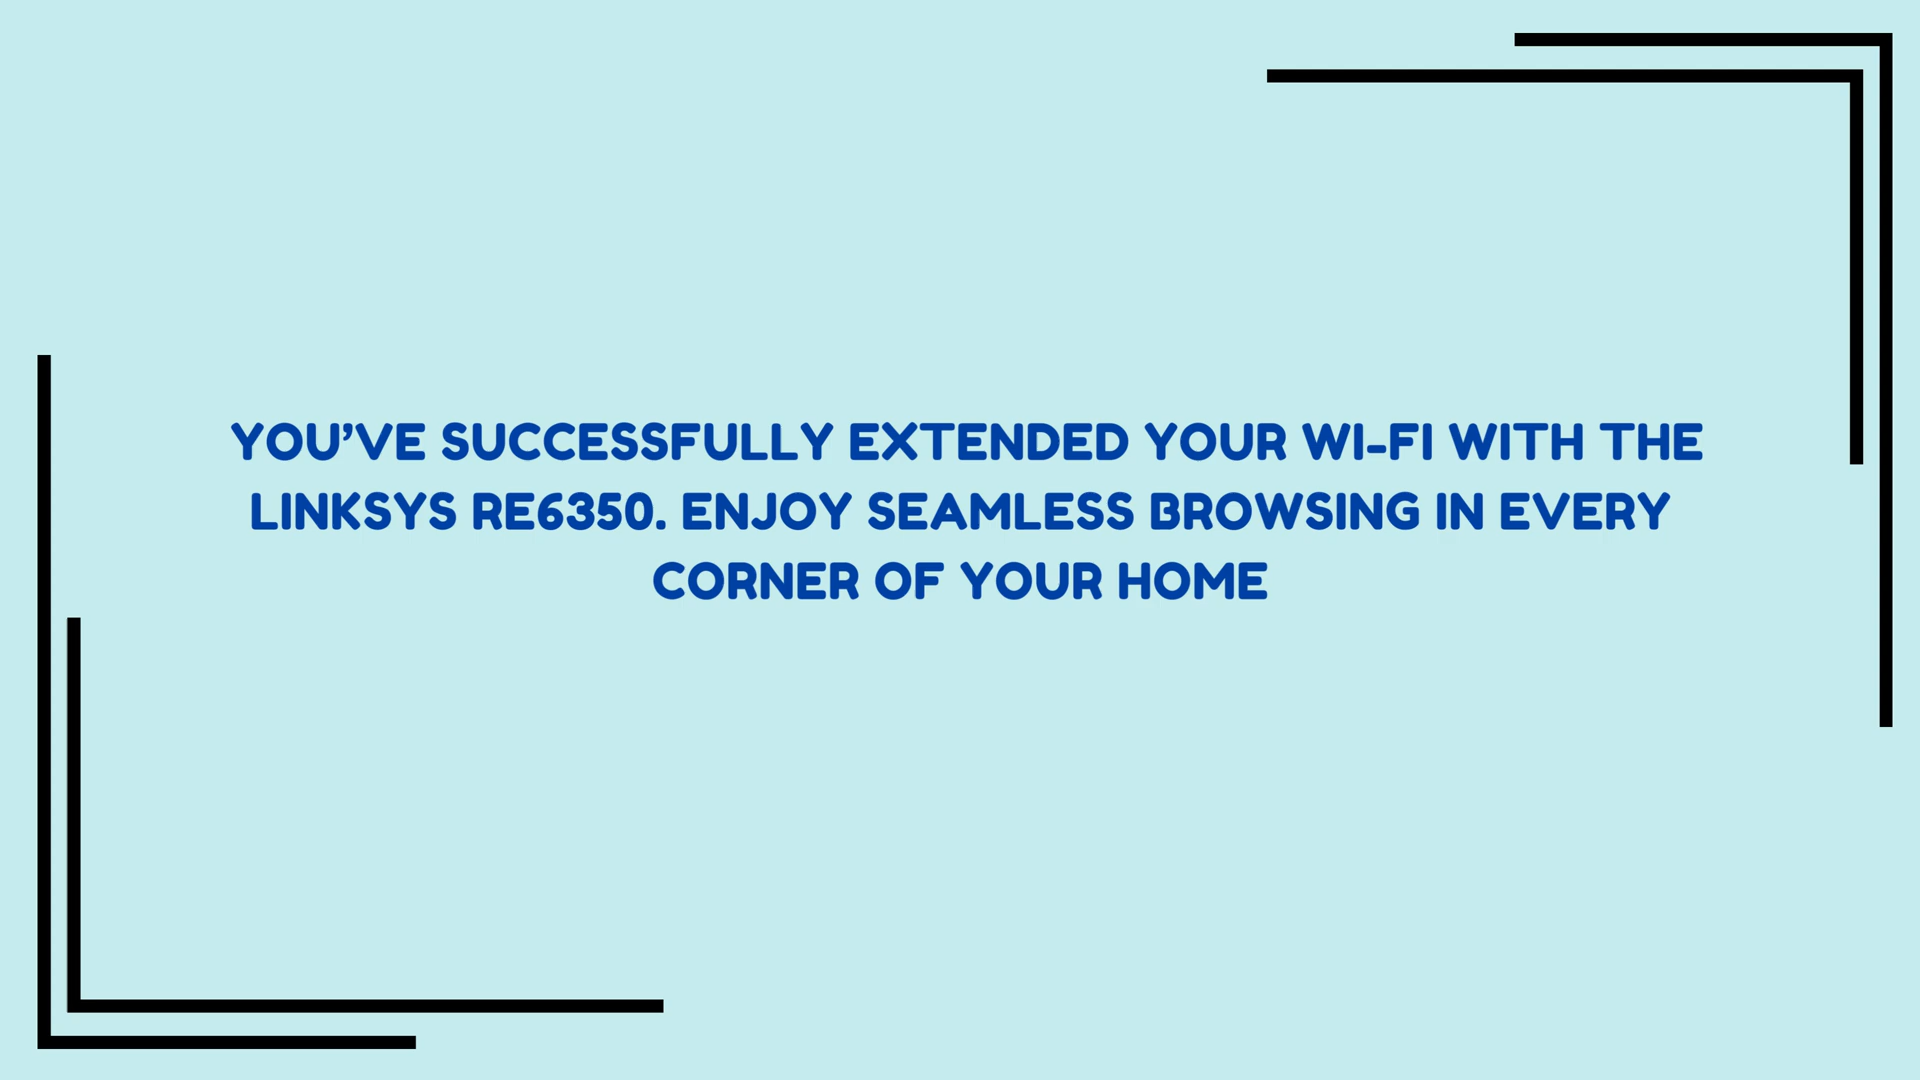 YOU’VE SUCCESSFULLY EXTENDED YOUR WI-FI WITH THE
LINKSYS RE6350. ENJOY SEAMLESS BROWSING IN EVERY
CORNER OF YOUR HOME